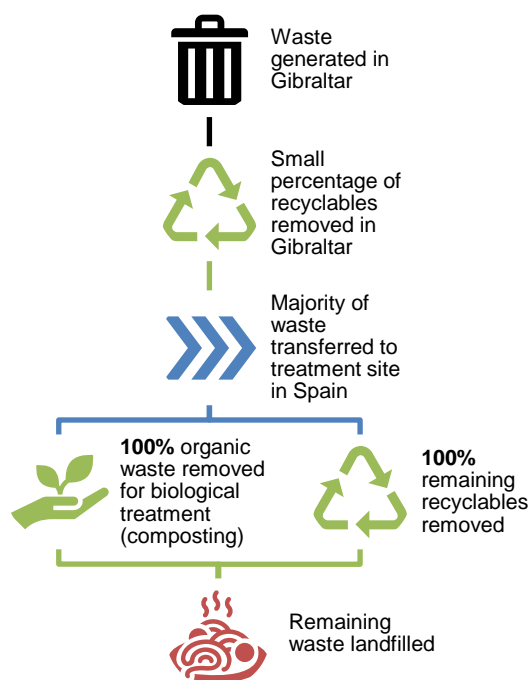 Waste
generated in
Gibraltar
Small
percentage of
recyclables
removed in
Gibraltar
Majority of
waste
transferred to
treatment site
in Spain
100% organic
waste removed
for biological
treatment
(composting)
100%
remaining
recyclables
removed
Remaining
waste landfilled